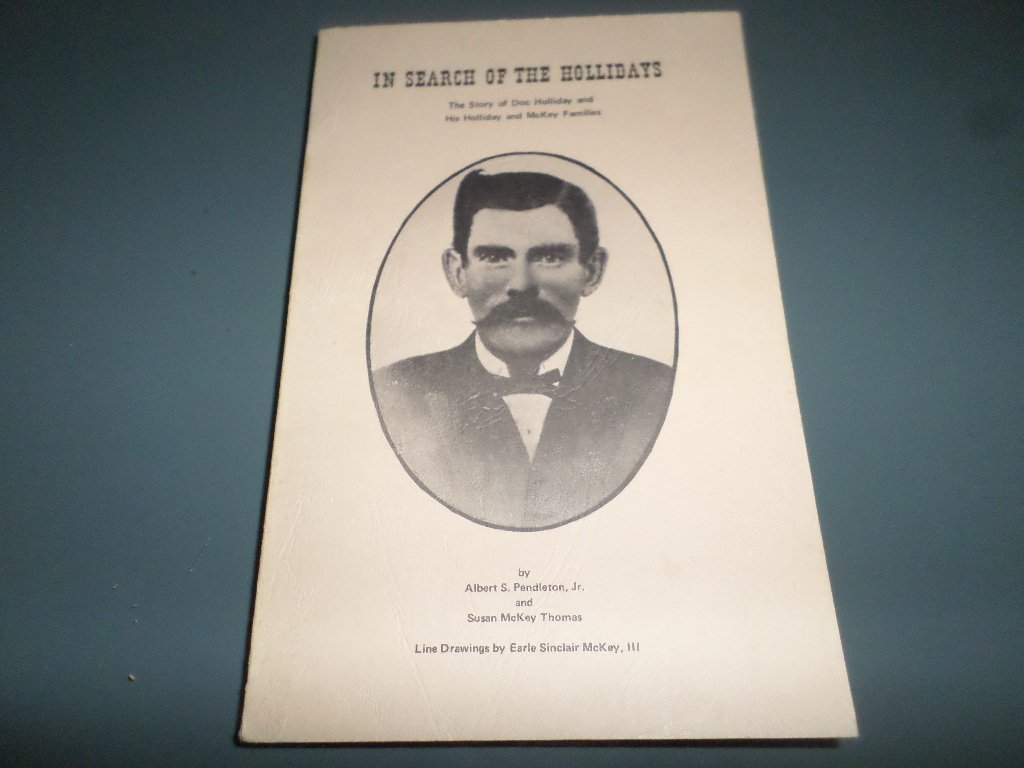 IN SEARCH OF THE HOLLIDAYS
The Story of Doc Holliday and
His Holliday and McKey Families
by
Albert S. Pendleton, Jr.
and
Susan McKey Thomas
Line Drawings by Earle Sinclair McKey, III